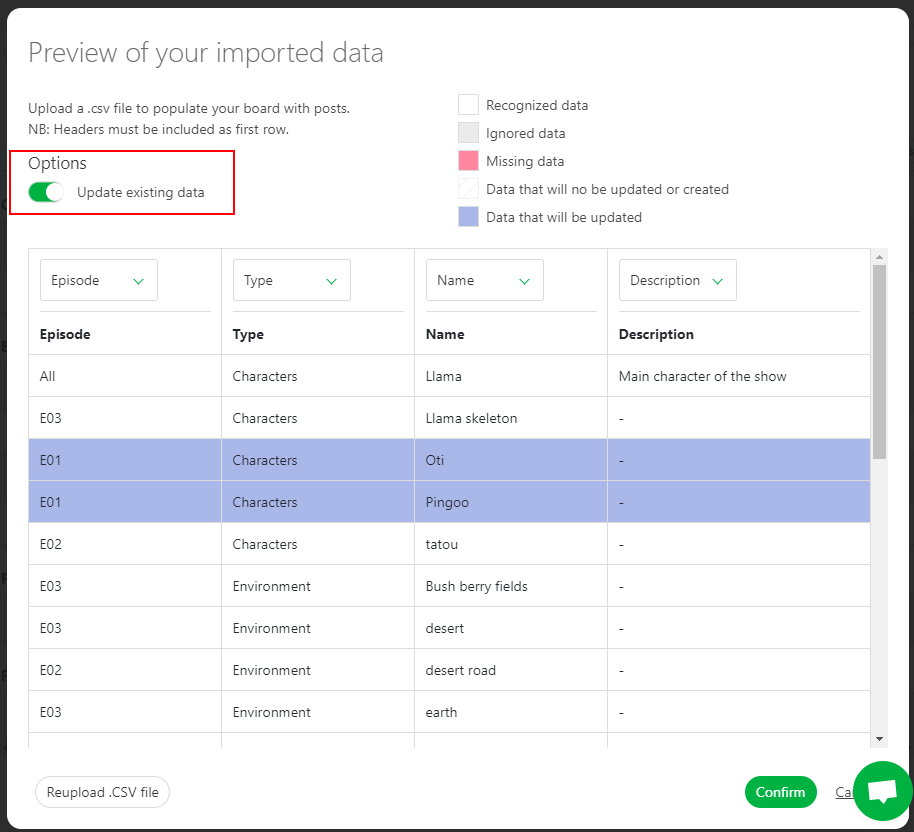 Preview of your imported data
Upload a .csv file to populate your board with posts.
NB: Headers must be included as first row.
Options
Update existing data
Recognized data
Ignored data
Missing data
Data that will no be updated or created
Data that will be updated
Episode Type Name Description
Episode Type Name Description
All Characters Llama Main character of the show
E03 Characters Llama skeleton -
E01 Characters Oti -
E01 Characters Pingoo -
E02 Characters tatou -
E03 Environment Bush berry fields -
E03 Environment desert -
E02 Environment desert road -
E03 Environment earth -
Reupload .CSV file
Confirm